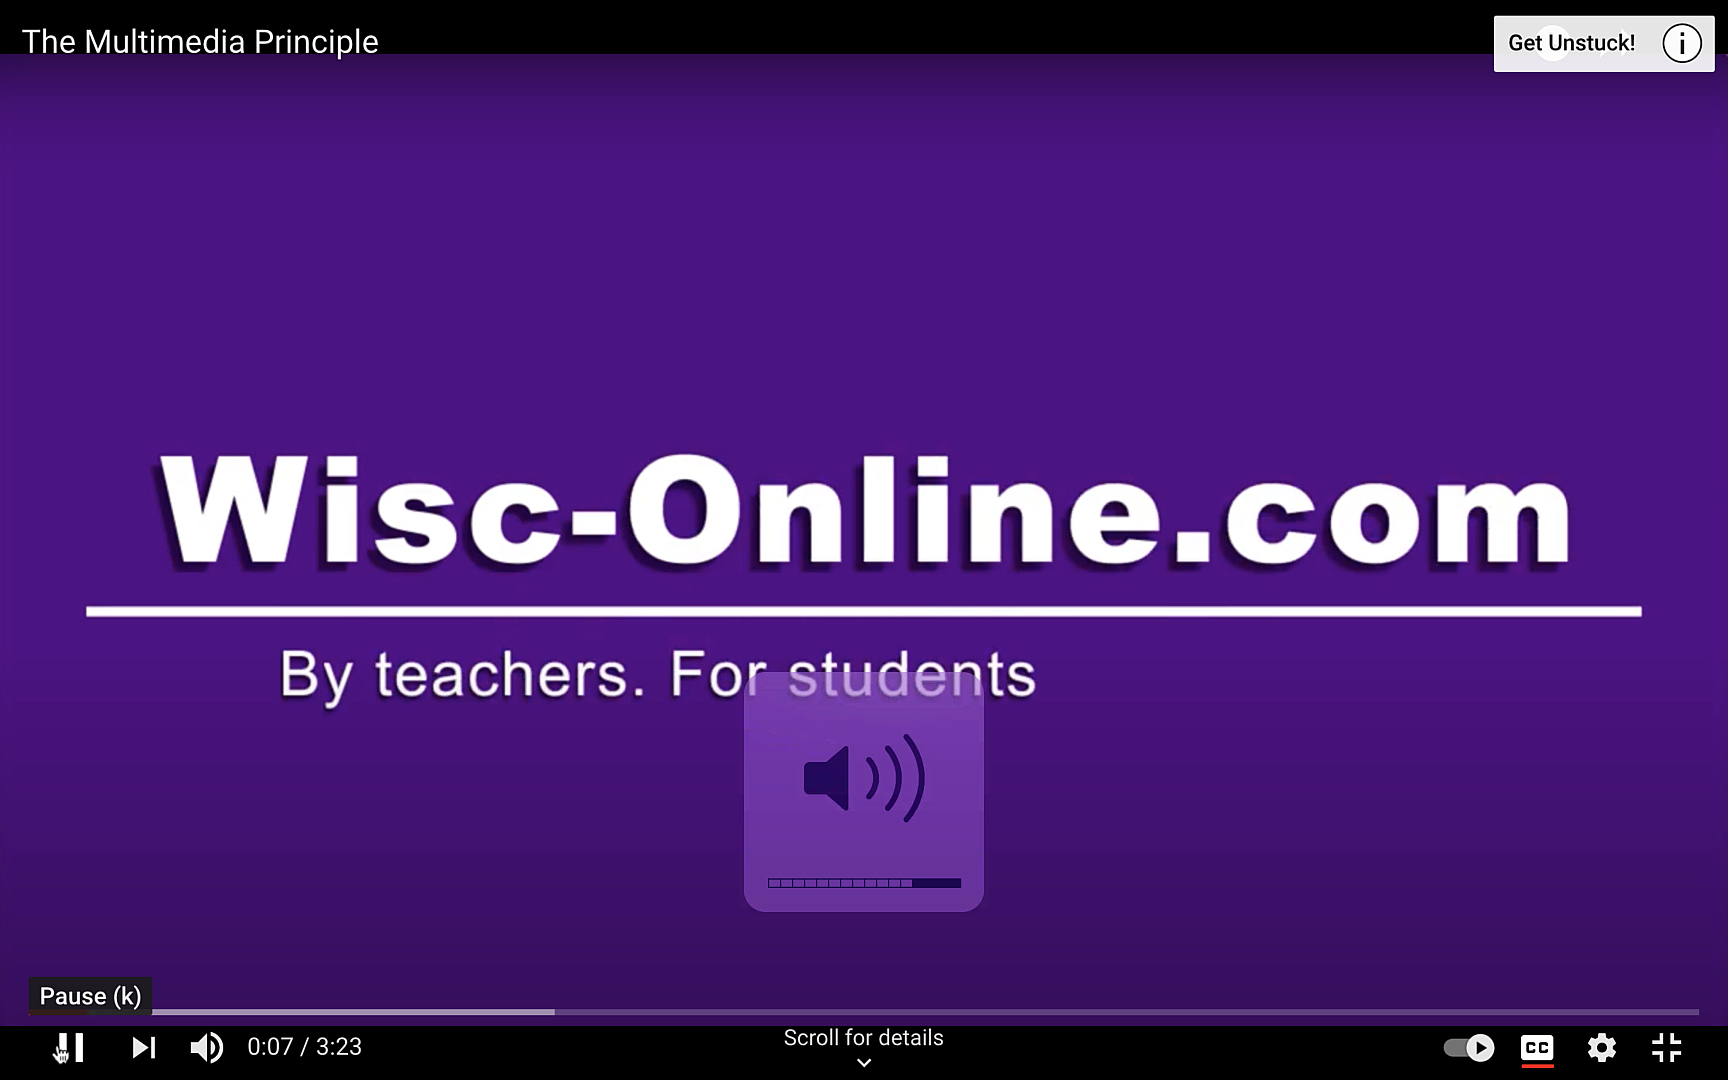 The Multimedia Principle
Get Unstuck!
Wisc-Online.com
By teachers. For students
Pause (k)
0:07 / 3:23
Scroll for details
CC